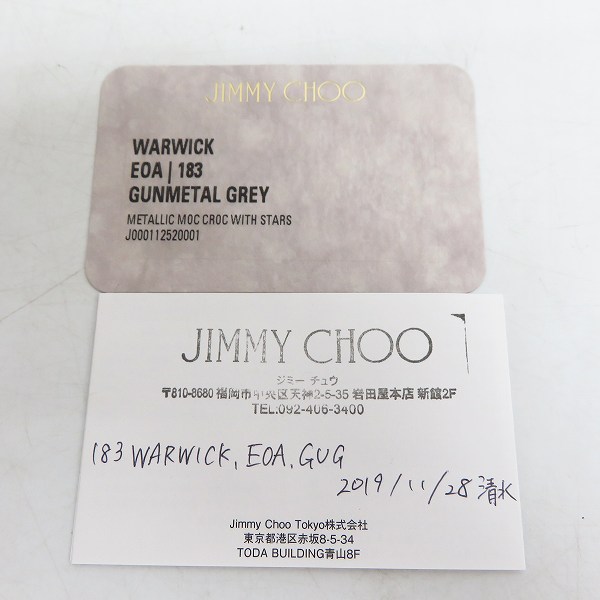 JIMMY CHOO
WARWICK
EOA | 183
GUNMETAL GREY
METALLIC MOC CROC WITH STARS
J000112520001
JIMMY CHOO
ジミー チュウ
〒810-8680 福岡市中央区天神2-5-35 岩田屋本店 新館2F
TEL.092-406-3400
183 WARWICK, EOA, GUG
2019/11/28 清水
Jimmy Choo Tokyo株式会社
東京都港区赤坂8-5-34
TODA BUILDING青山8F